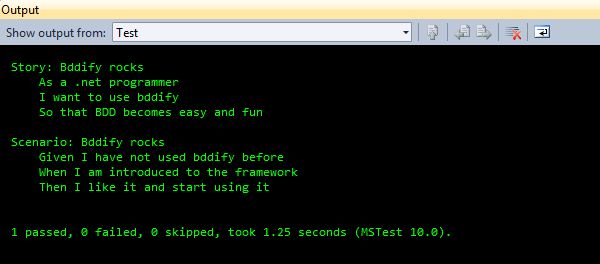 Output
Show output from: Test
Story: Bddify rocks
As a .net programmer
I want to use bddify
So that BDD becomes easy and fun
Scenario: Bddify rocks
Given I have not used bddify before
When I am introduced to the framework
Then I like it and start using it
1 passed, 0 failed, 0 skipped, took 1.25 seconds (MSTest 10.0).